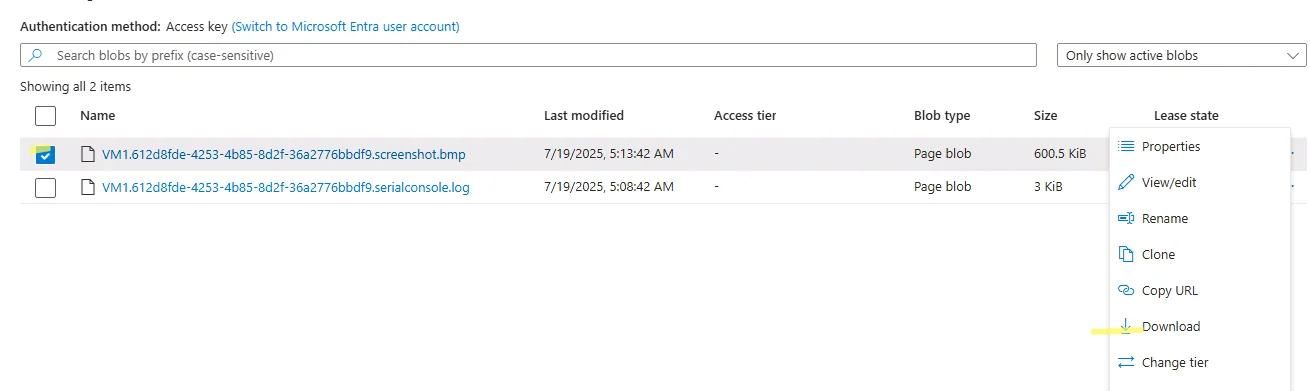 Authentication method: Access key (Switch to Microsoft Entra user account)
Search blobs by prefix (case-sensitive)
Only show active blobs
Showing all 2 items
Name Last modified Access tier Blob type Size Lease state
VM1.612d8fde-4253-4b85-8d2f-36a2776bbdf9.screenshot.bmp 7/19/2025, 5:13:42 AM - Page blob 600.5 KiB
VM1.612d8fde-4253-4b85-8d2f-36a2776bbdf9.serialconsole.log 7/19/2025, 5:08:42 AM - Page blob 3 KiB
Properties
View/edit
Rename
Clone
Copy URL
Download
Change tier